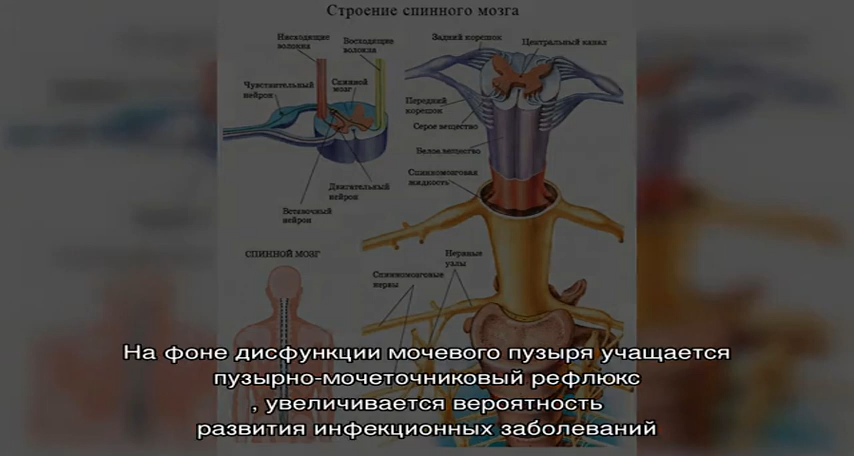 Строение спинного мозга
Нисходящие
волокна
Восходящие
волокна
Задний корешок
Центральный канал
Чувствительный
нейрон
Спинной
мозг
Передний
корешок
Серое вещество
Белое вещество
Спинномозговая
жидкость
Двигательный
нейрон
Вставочный
нейрон
СПИННОЙ МОЗГ
Нервные
узлы
Спинномозговые
нервы
На фоне дисфункции мочевого пузыря учащается
пузырно-мочеточниковый рефлюкс
, увеличивается вероятность
развития инфекционных заболеваний